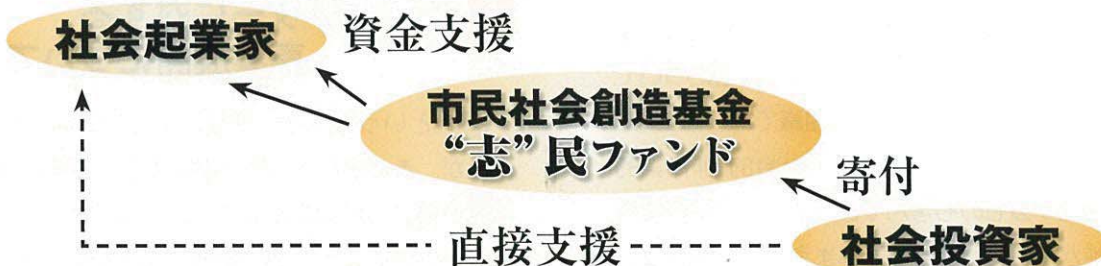 社会起業家
資金支援
市民社会創造基金
“志”民ファンド
寄付
直接支援
社会投資家